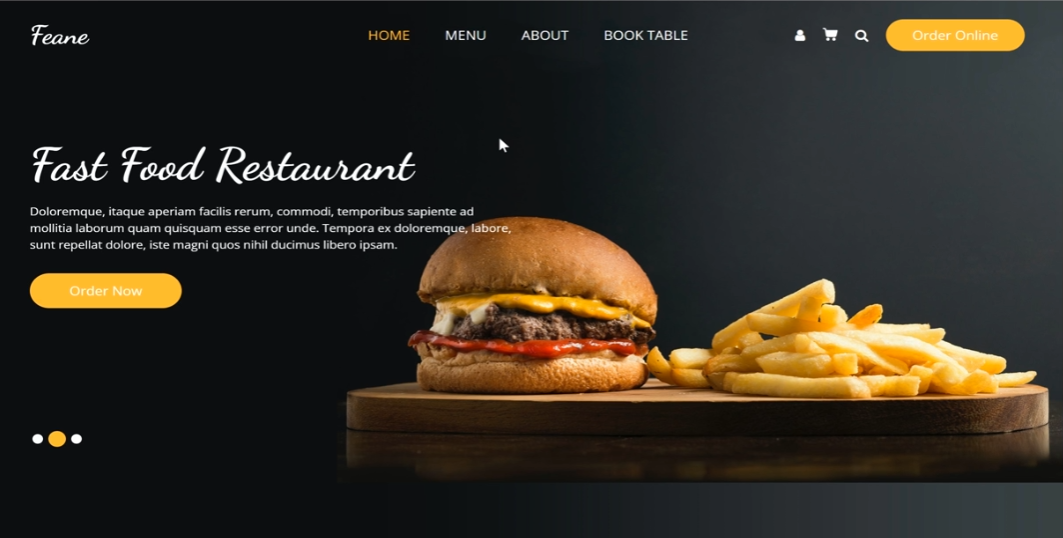 Feane
HOME MENU ABOUT BOOK TABLE
Order Online
Fast Food Restaurant
Doloremque, itaque aperiam facilis rerum, commodi, temporibus sapiente ad
mollitia laborum quam quisquam esse error unde. Tempora ex doloremque, labore,
sunt repellat dolore, iste magni quos nihil ducimus libero ipsam.
Order Now